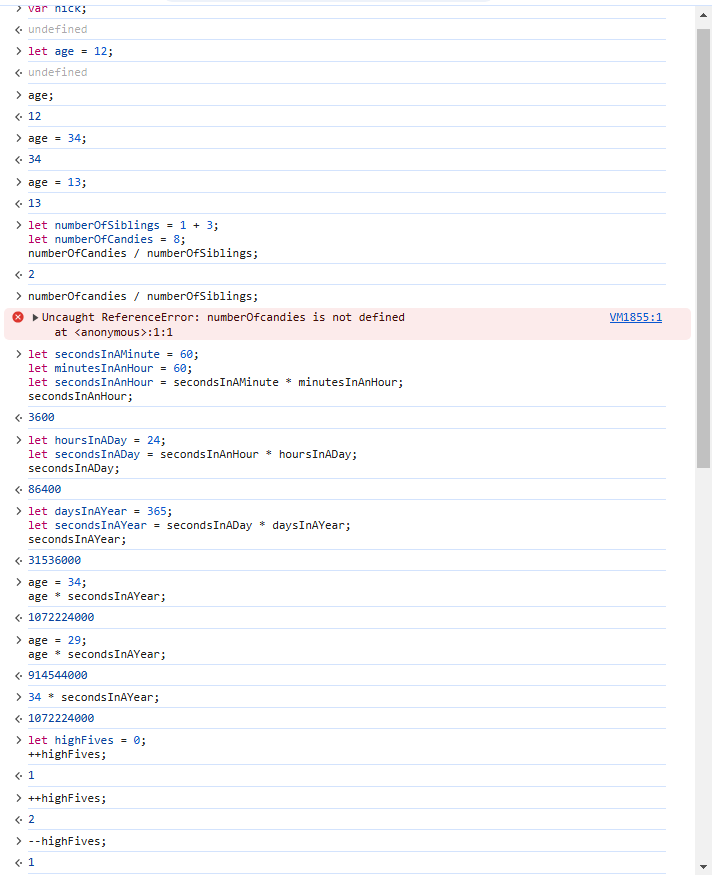 > var nick;
<· undefined
> let age = 12;
<· undefined
> age;
<· 12
> age = 34;
<· 34
> age = 13;
<· 13
> let numberOfSiblings = 1 + 3;
let numberOfCandies = 8;
numberOfCandies / numberOfSiblings;
<· 2
> numberOfcandies / numberOfSiblings;
Uncaught ReferenceError: numberOfcandies is not defined VM1855:1
at <anonymous>:1:1
> let secondsInAMinute = 60;
let minutesInAnHour = 60;
let secondsInAnHour = secondsInAMinute * minutesInAnHour;
secondsInAnHour;
<· 3600
> let hoursInADay = 24;
let secondsInADay = secondsInAnHour * hoursInADay;
secondsInADay;
<· 86400
> let daysInAYear = 365;
let secondsInAYear = secondsInADay * daysInAYear;
secondsInAYear;
<· 31536000
> age = 34;
age * secondsInAYear;
<· 1072224000
> age = 29;
age * secondsInAYear;
<· 914544000
> 34 * secondsInAYear;
<· 1072224000
> let highFives = 0;
++highFives;
<· 1
> ++highFives;
<· 2
> --highFives;
<· 1